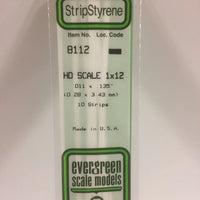 StripStyrene
Item No. Loc. Code
8112
HO SCALE 1x12
.011 x .135"
(0.28 x 3.43 mm)
10 Strips
Made in U.S.A.
evergreen
scale models